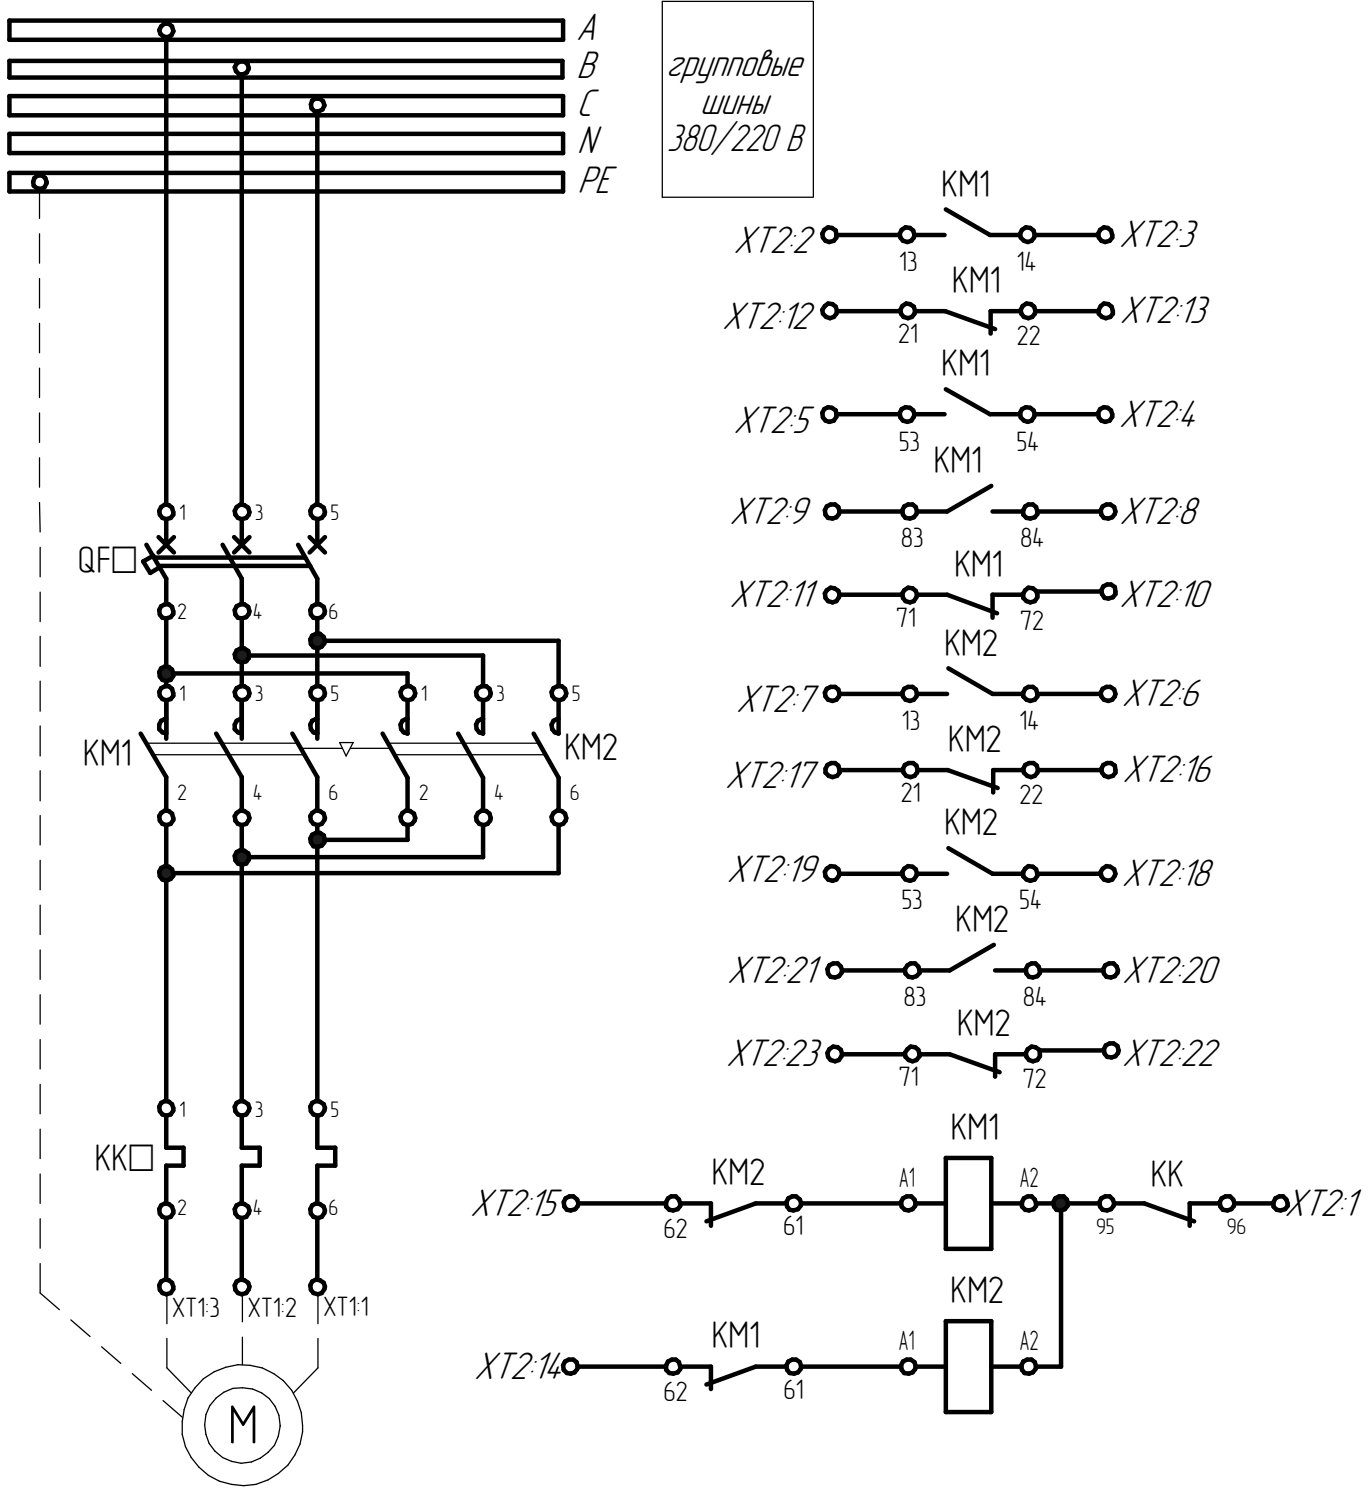 A
B
C
N
PE
групповые
шины
380/220 В
KM1
XT2:2
13
14
XT2:3
KM1
XT2:12
21
22
XT2:13
KM1
XT2:5
53
54
XT2:4
KM1
XT2:9
83
84
XT2:8
KM1
XT2:11
71
72
XT2:10
KM2
XT2:7
13
14
XT2:6
KM2
XT2:17
21
22
XT2:16
KM2
XT2:19
53
54
XT2:18
KM2
XT2:21
83
84
XT2:20
KM2
XT2:23
71
72
XT2:22
1 3 5
QF
2 4 6
1 3 5 1 3 5
KM1
KM2
2 4 6 2 4 6
1 3 5
KK
2 4 6
XT1:3 XT1:2 XT1:1
M
KM1
XT2:15
KM2
62
61
A1
A2
95
KK
96
XT2:1
KM2
XT2:14
KM1
62
61
A1
A2